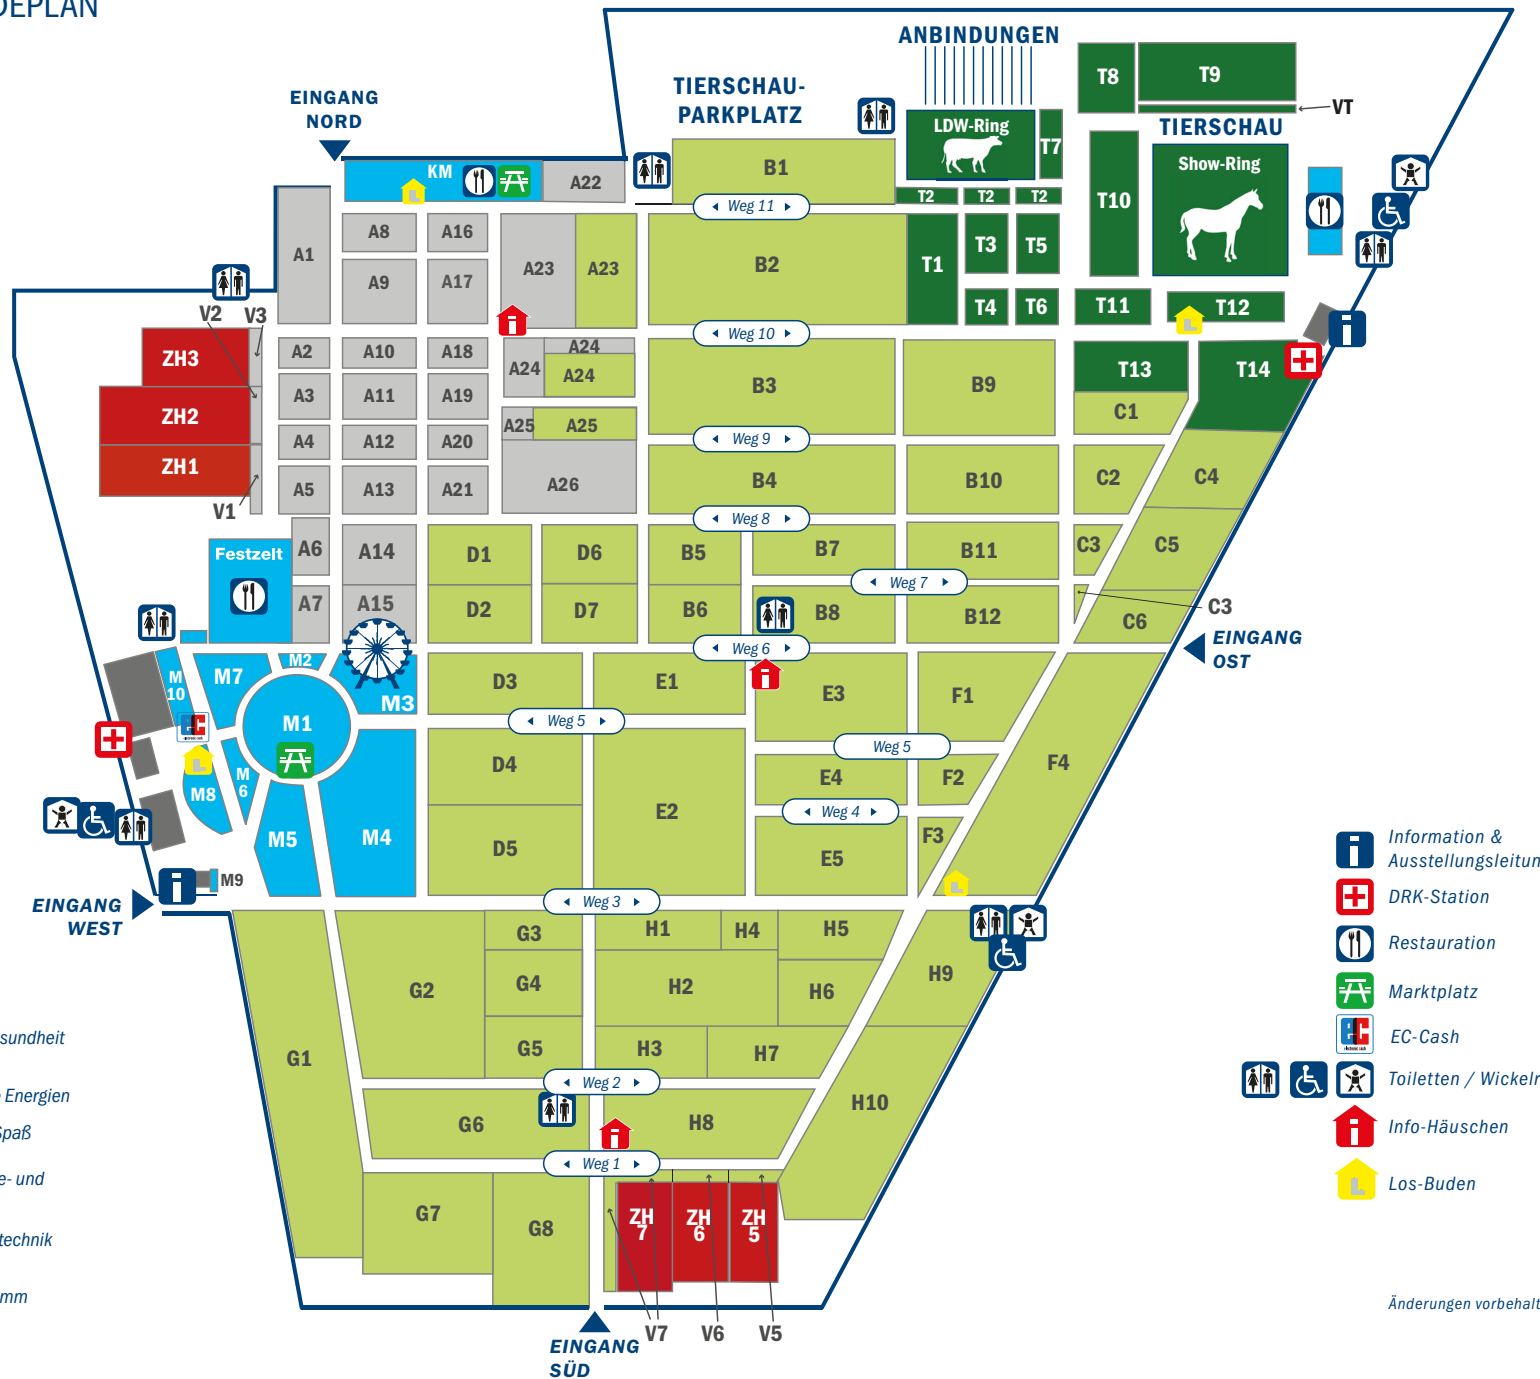 DEPLAN
ANBINDUNGEN
TIERSCHAU-
PARKPLATZ
EINGANG
NORD
T8
T9
VT
LDW-Ring
T7
TIERSCHAU
Show-Ring
KM
A22
B1
T2
T2
T2
T10
Weg 11
A1
A8
A16
A23
A23
B2
T1
T3
T5
A9
A17
T4
T6
T11
T12
V2
V3
Weg 10
ZH3
A2
A10
A18
A24
A24
A24
B3
B9
T13
T14
A3
A11
A19
C1
ZH2
A25
A25
Weg 9
A4
A12
A20
ZH1
A5
A13
A21
A26
B4
B10
C2
C4
V1
Weg 8
Festzelt
A6
A14
D1
D6
B5
B7
B11
C3
C5
Weg 7
A7
A15
D2
D7
B6
B8
B12
C3
C6
Weg 6
EINGANG
OST
M2
M7
M
10
M3
D3
E1
E3
F1
M1
Weg 5
Weg 5
EC
electronic cash
M
6
M8
L
D4
E2
E4
F2
F4
Weg 4
M5
M4
D5
E5
F3
M9
L
EINGANG
WEST
Weg 3
G3
H1
H4
H5
G2
G4
H2
H6
H9
G1
G5
H3
H7
Weg 2
G6
H8
H10
Weg 1
G7
G8
ZH
7
ZH
6
ZH
5
V7
V6
V5
EINGANG
SÜD
Information &
Ausstellungsleitun
DRK-Station
Restauration
Marktplatz
EC-Cash
Toiletten / Wickeln
Info-Häuschen
Los-Buden
sundheit
Energien
Spaß
e- und
technik
mm
Änderungen vorbehalt